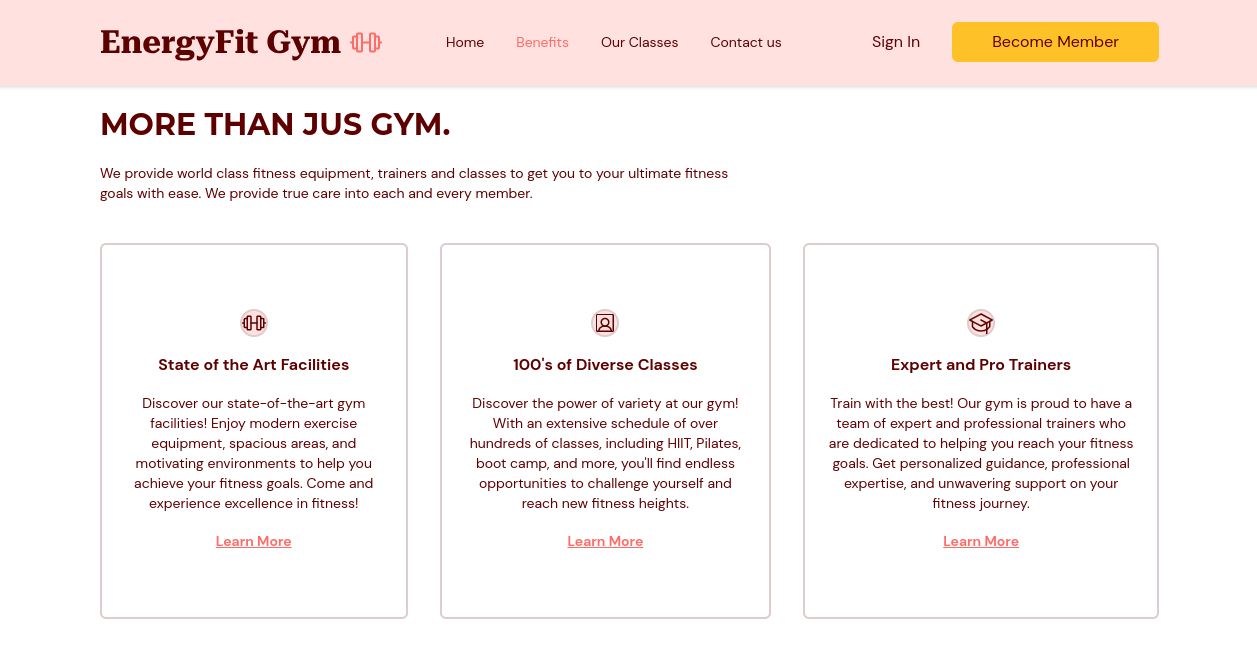 EnergyFit Gym
Home
Benefits
Our Classes
Contact us
Sign In
Become Member
MORE THAN JUS GYM.
We provide world class fitness equipment, trainers and classes to get you to your ultimate fitness
goals with ease. We provide true care into each and every member.
State of the Art Facilities
Discover our state-of-the-art gym
facilities! Enjoy modern exercise
equipment, spacious areas, and
motivating environments to help you
achieve your fitness goals. Come and
experience excellence in fitness!
Learn More
100's of Diverse Classes
Discover the power of variety at our gym!
With an extensive schedule of over
hundreds of classes, including HIIT, Pilates,
boot camp, and more, you'll find endless
opportunities to challenge yourself and
reach new fitness heights.
Learn More
Expert and Pro Trainers
Train with the best! Our gym is proud to have a
team of expert and professional trainers who
are dedicated to helping you reach your fitness
goals. Get personalized guidance, professional
expertise, and unwavering support on your
fitness journey.
Learn More